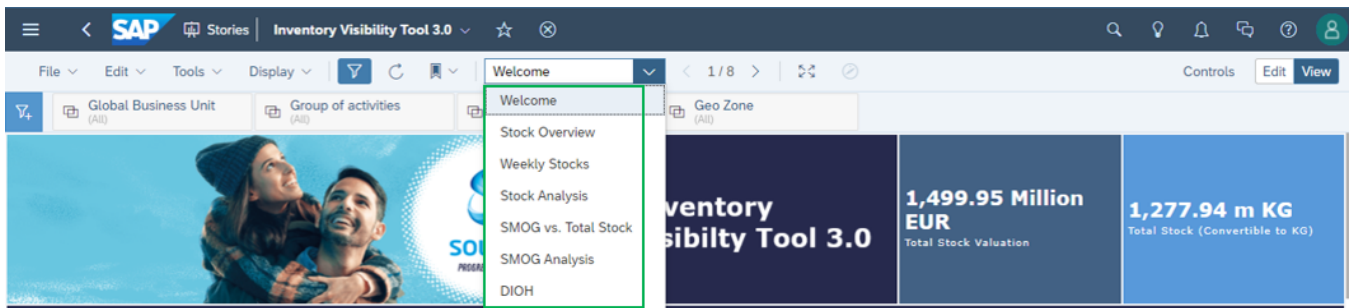 SAP Stories Inventory Visibility Tool 3.0
File Edit Tools Display Welcome 1/8 Controls Edit View
Global Business Unit
(All)
Group of activities
(All)
Geo Zone
(All)
Welcome
Stock Overview
Weekly Stocks
Stock Analysis
SMOG vs. Total Stock
SMOG Analysis
DIOH
SOL
ventory
sibilty Tool 3.0
1,499.95 Million
EUR
Total Stock Valuation
1,277.94 m KG
Total Stock (Convertible to KG)